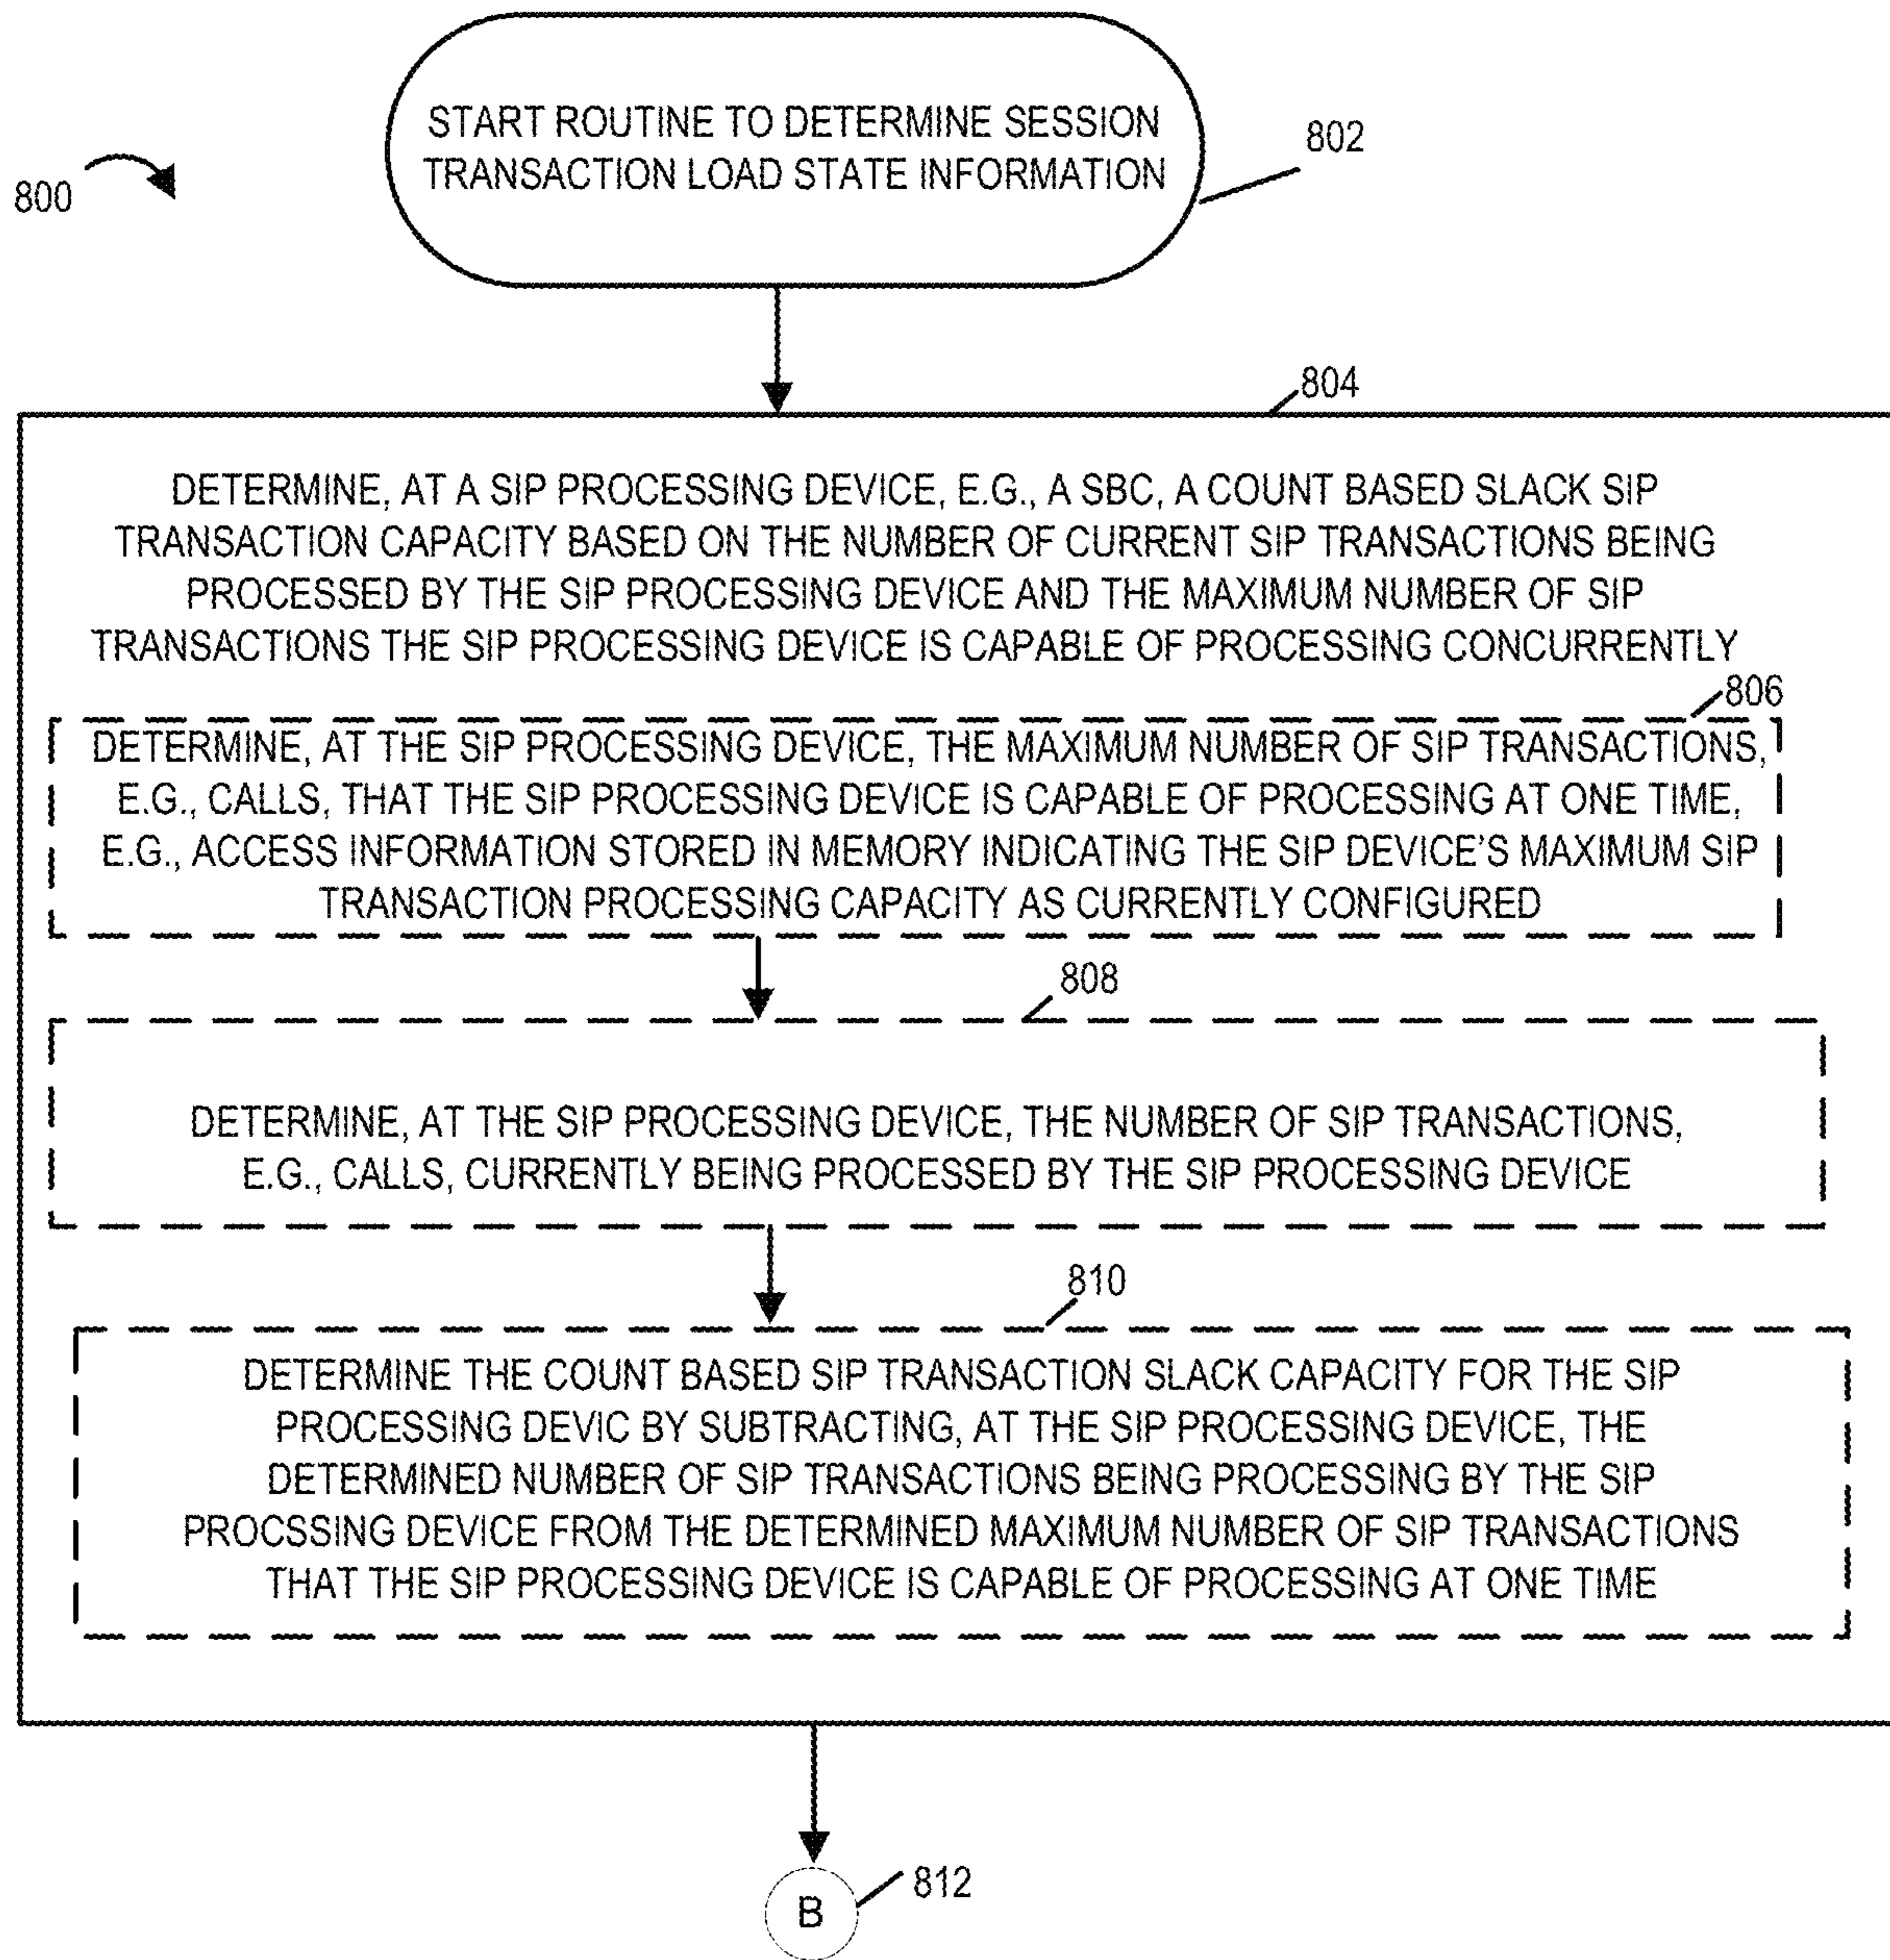 START ROUTINE TO DETERMINE SESSION
TRANSACTION LOAD STATE INFORMATION
802
800
804
DETERMINE, AT A SIP PROCESSING DEVICE, E.G., A SBC, A COUNT BASED SLACK SIP
TRANSACTION CAPACITY BASED ON THE NUMBER OF CURRENT SIP TRANSACTIONS BEING
PROCESSED BY THE SIP PROCESSING DEVICE AND THE MAXIMUM NUMBER OF SIP
TRANSACTIONS THE SIP PROCESSING DEVICE IS CAPABLE OF PROCESSING CONCURRENTLY
806
DETERMINE, AT THE SIP PROCESSING DEVICE, THE MAXIMUM NUMBER OF SIP TRANSACTIONS,
E.G., CALLS, THAT THE SIP PROCESSING DEVICE IS CAPABLE OF PROCESSING AT ONE TIME,
E.G., ACCESS INFORMATION STORED IN MEMORY INDICATING THE SIP DEVICE'S MAXIMUM SIP
TRANSACTION PROCESSING CAPACITY AS CURRENTLY CONFIGURED
808
DETERMINE, AT THE SIP PROCESSING DEVICE, THE NUMBER OF SIP TRANSACTIONS,
E.G., CALLS, CURRENTLY BEING PROCESSED BY THE SIP PROCESSING DEVICE
810
DETERMINE THE COUNT BASED SIP TRANSACTION SLACK CAPACITY FOR THE SIP
PROCESSING DEVIC BY SUBTRACTING, AT THE SIP PROCESSING DEVICE, THE
DETERMINED NUMBER OF SIP TRANSACTIONS BEING PROCESSING BY THE SIP
PROCSSING DEVICE FROM THE DETERMINED MAXIMUM NUMBER OF SIP TRANSACTIONS
THAT THE SIP PROCESSING DEVICE IS CAPABLE OF PROCESSING AT ONE TIME
812
B